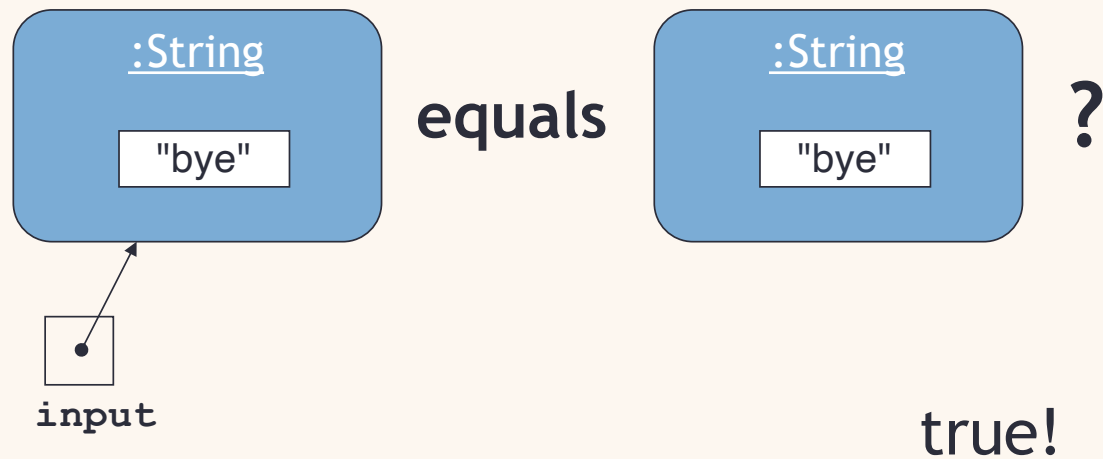 :String
equals
:String
?
"bye"
"bye"
input
true!